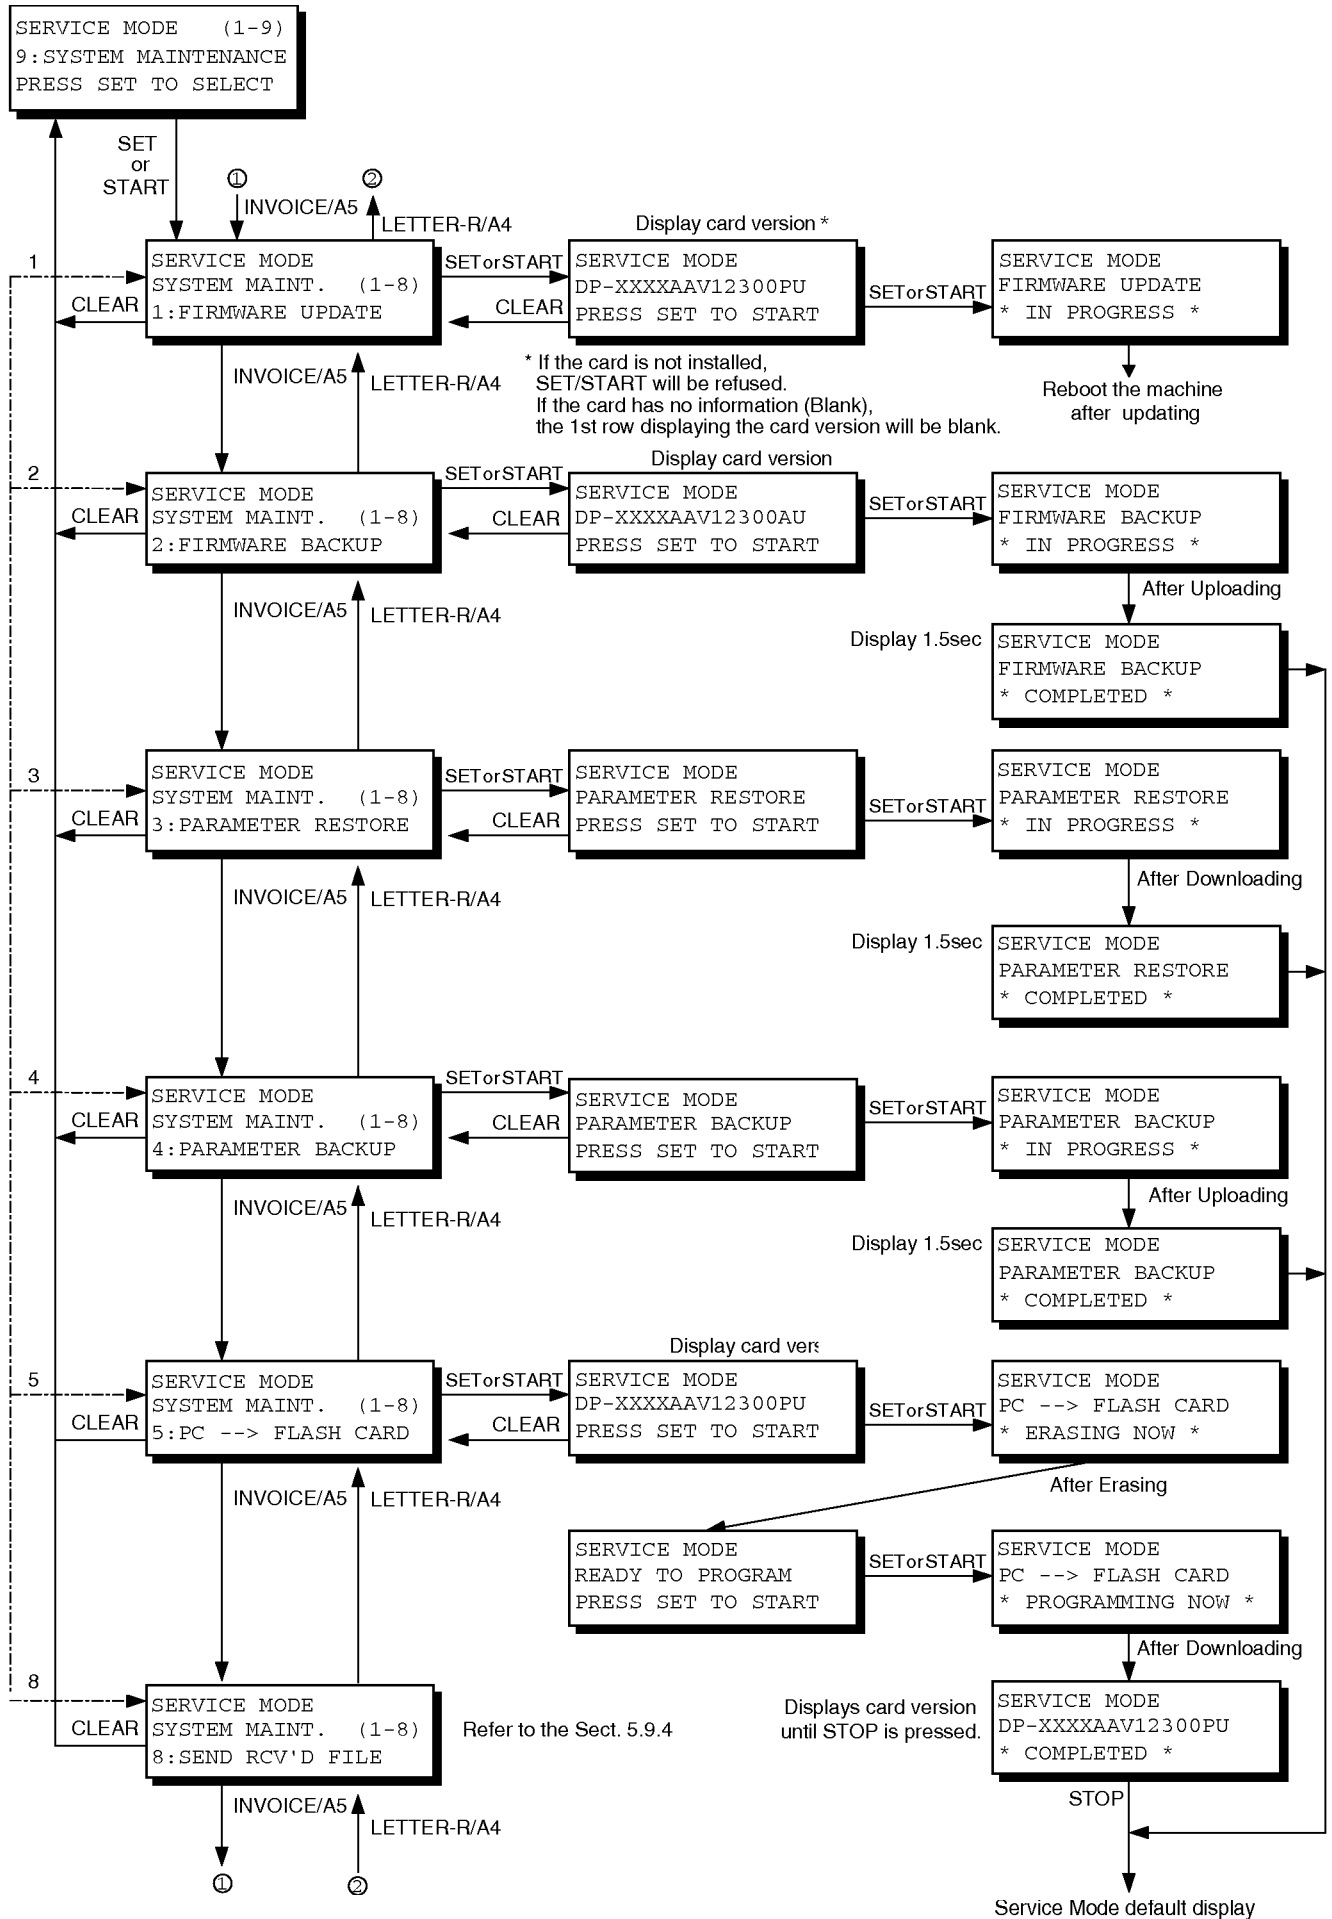 SERVICE MODE (1-9)
9:SYSTEM MAINTENANCE
PRESS SET TO SELECT
SET
or
START
①
INVOICE/A5
②
LETTER-R/A4
1
SERVICE MODE
SYSTEM MAINT. (1-8)
1:FIRMWARE UPDATE
CLEAR
SETorSTART
CLEAR
Display card version *
SERVICE MODE
DP-XXXXAAV12300PU
PRESS SET TO START
SETorSTART
SERVICE MODE
FIRMWARE UPDATE
* IN PROGRESS *
Reboot the machine
after updating
INVOICE/A5
LETTER-R/A4
* If the card is not installed,
SET/START will be refused.
If the card has no information (Blank),
the 1st row displaying the card version will be blank.
2
SERVICE MODE
SYSTEM MAINT. (1-8)
2:FIRMWARE BACKUP
CLEAR
SETorSTART
CLEAR
Display card version
SERVICE MODE
DP-XXXXAAV12300AU
PRESS SET TO START
SETorSTART
SERVICE MODE
FIRMWARE BACKUP
* IN PROGRESS *
After Uploading
Display 1.5sec
SERVICE MODE
FIRMWARE BACKUP
* COMPLETED *
INVOICE/A5
LETTER-R/A4
3
SERVICE MODE
SYSTEM MAINT. (1-8)
3:PARAMETER RESTORE
CLEAR
SETorSTART
CLEAR
SERVICE MODE
PARAMETER RESTORE
PRESS SET TO START
SETorSTART
SERVICE MODE
PARAMETER RESTORE
* IN PROGRESS *
After Downloading
Display 1.5sec
SERVICE MODE
PARAMETER RESTORE
* COMPLETED *
INVOICE/A5
LETTER-R/A4
4
SERVICE MODE
SYSTEM MAINT. (1-8)
4:PARAMETER BACKUP
CLEAR
SETorSTART
CLEAR
SERVICE MODE
PARAMETER BACKUP
PRESS SET TO START
SETorSTART
SERVICE MODE
PARAMETER BACKUP
* IN PROGRESS *
After Uploading
Display 1.5sec
SERVICE MODE
PARAMETER BACKUP
* COMPLETED *
INVOICE/A5
LETTER-R/A4
5
SERVICE MODE
SYSTEM MAINT. (1-8)
5:PC --> FLASH CARD
CLEAR
SETorSTART
CLEAR
Display card vers
SERVICE MODE
DP-XXXXAAV12300PU
PRESS SET TO START
SETorSTART
SERVICE MODE
PC --> FLASH CARD
* ERASING NOW *
After Erasing
SERVICE MODE
READY TO PROGRAM
PRESS SET TO START
SETorSTART
SERVICE MODE
PC --> FLASH CARD
* PROGRAMMING NOW *
After Downloading
INVOICE/A5
LETTER-R/A4
8
SERVICE MODE
SYSTEM MAINT. (1-8)
8:SEND RCV'D FILE
CLEAR
Refer to the Sect. 5.9.4
Displays card version
until STOP is pressed.
SERVICE MODE
DP-XXXXAAV12300PU
* COMPLETED *
STOP
INVOICE/A5
LETTER-R/A4
①
②
Service Mode default display